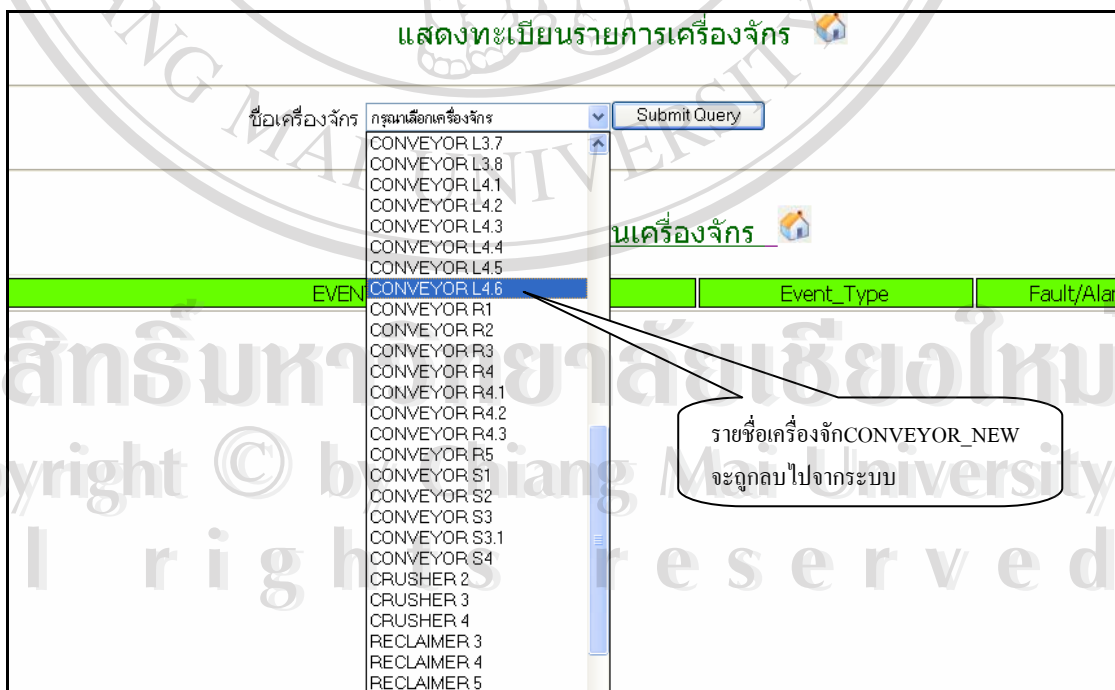 แสดงทะเบียนรายการเครื่องจักร
ชื่อเครื่องจักร กรุณาเลือกเครื่องจักร Submit Query
CONVEYOR L3.7
CONVEYOR L3.8
CONVEYOR L4.1
CONVEYOR L4.2
CONVEYOR L4.3
CONVEYOR L4.4
CONVEYOR L4.5
CONVEYOR L4.6
CONVEYOR R1
CONVEYOR R2
CONVEYOR R3
CONVEYOR R4
CONVEYOR R4.1
CONVEYOR R4.2
CONVEYOR R4.3
CONVEYOR R5
CONVEYOR S1
CONVEYOR S2
CONVEYOR S3
CONVEYOR S3.1
CONVEYOR S4
CRUSHER 2
CRUSHER 3
CRUSHER 4
RECLAIMER 3
RECLAIMER 4
RECLAIMER 5
นเครื่องจักร
EVEN Event_Type Fault/Alar
รายชื่อเครื่องจักCONVEYOR_NEW
จะถูกลบไปจากระบบ
ANG MAI UNIVERSIT
สิทธิ์มหาวิทยาลัยเชียงใหม
yright © by Chiang Mai University
l rights reserved